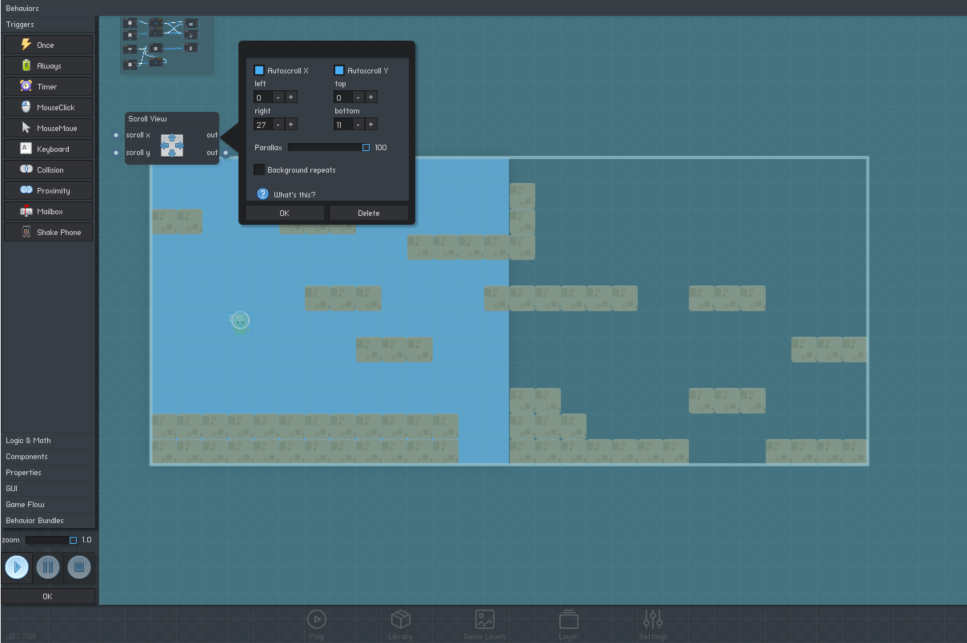 Behaviors
Triggers
Once
Always
Timer
MouseClick
MouseMove
Keyboard
Collision
Proximity
Mailbox
Shake Phone
Logic & Math
Components
Properties
GUI
Game Flow
Behavior Bundles
zoom 1.0
OK
Scroll View
scroll x out
scroll y out
Autoscroll X Autoscroll Y
left top
0 - + 0 - +
right bottom
27 - + 11 - +
Parallax 100
Background repeats
? What's this?
OK Delete
Play Library Game Levels Layer Settings